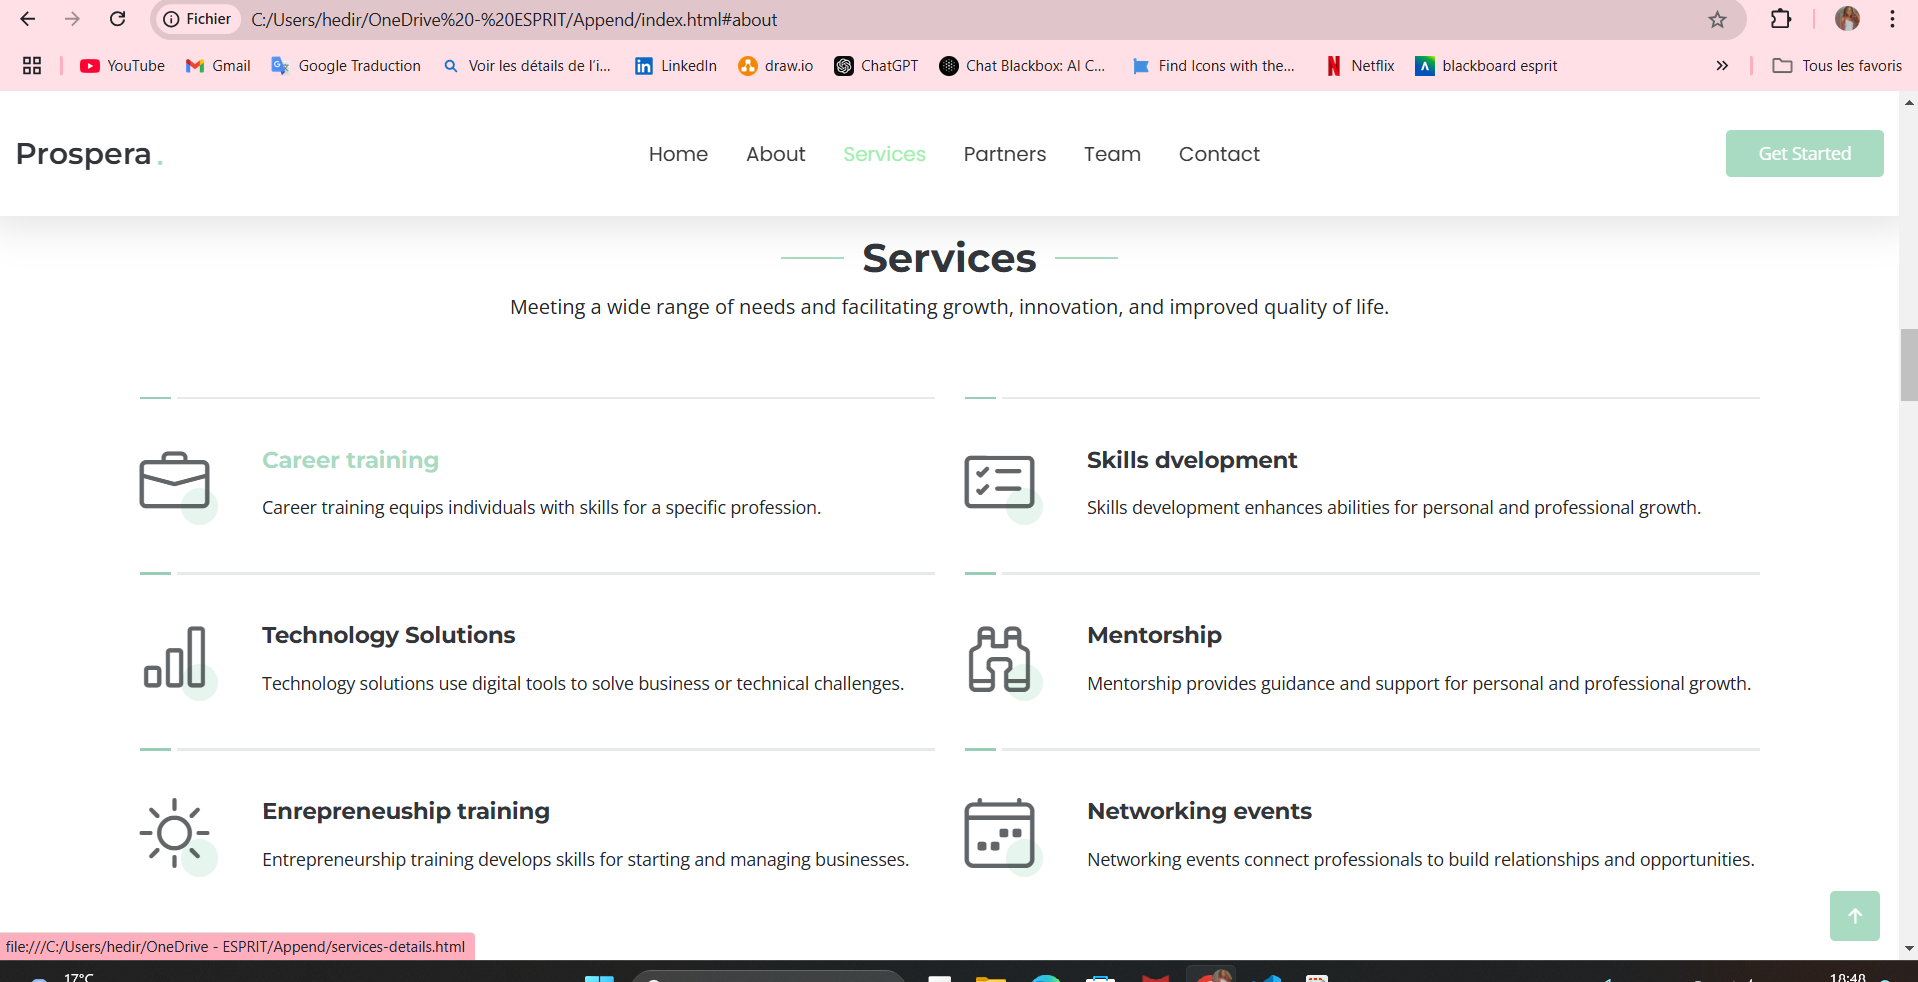 Fichier C:/Users/hedir/OneDrive%20-%20ESPRIT/Append/index.html#about
YouTube Gmail Google Traduction Voir les détails de l'i... LinkedIn draw.io ChatGPT Chat Blackbox: AI C... Find Icons with the... Netflix blackboard esprit » Tous les favoris
Prospera. Home About Services Partners Team Contact Get Started
Services
Meeting a wide range of needs and facilitating growth, innovation, and improved quality of life.
Career training
Career training equips individuals with skills for a specific profession.
Skills dvelopment
Skills development enhances abilities for personal and professional growth.
Technology Solutions
Technology solutions use digital tools to solve business or technical challenges.
Mentorship
Mentorship provides guidance and support for personal and professional growth.
Enrepreneuship training
Entrepreneurship training develops skills for starting and managing businesses.
Networking events
Networking events connect professionals to build relationships and opportunities.
file:///C:/Users/hedir/OneDrive - ESPRIT/Append/services-details.html
17°C 18:48